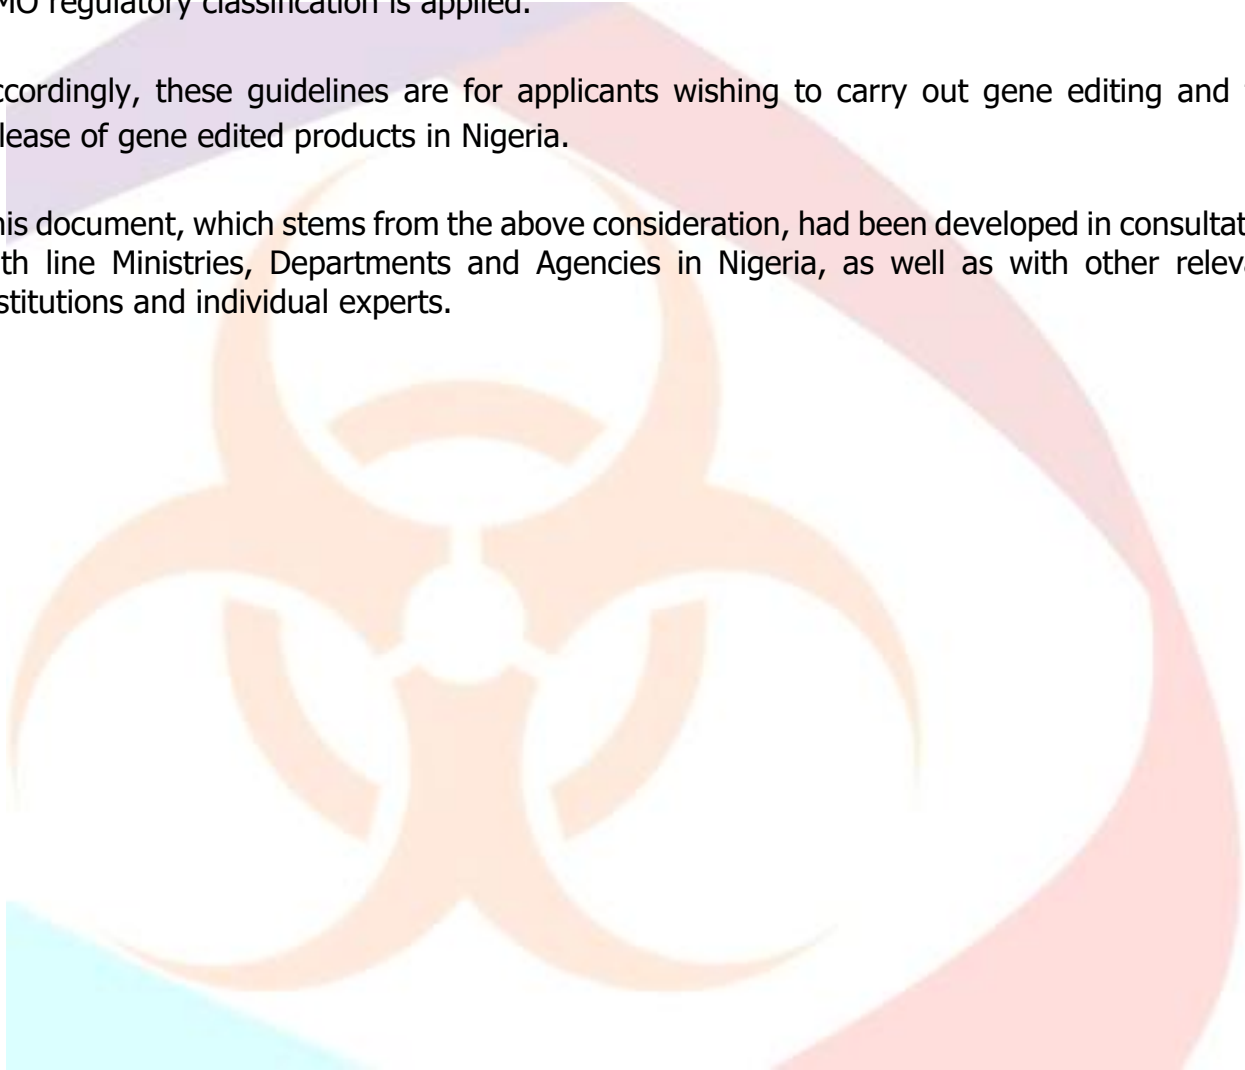 MO regulatory classification is applied.
ccordingly, these guidelines are for applicants wishing to carry out gene editing and
lease of gene edited products in Nigeria.
his document, which stems from the above consideration, had been developed in consultat
th line Ministries, Departments and Agencies in Nigeria, as well as with other releva
stitutions and individual experts.